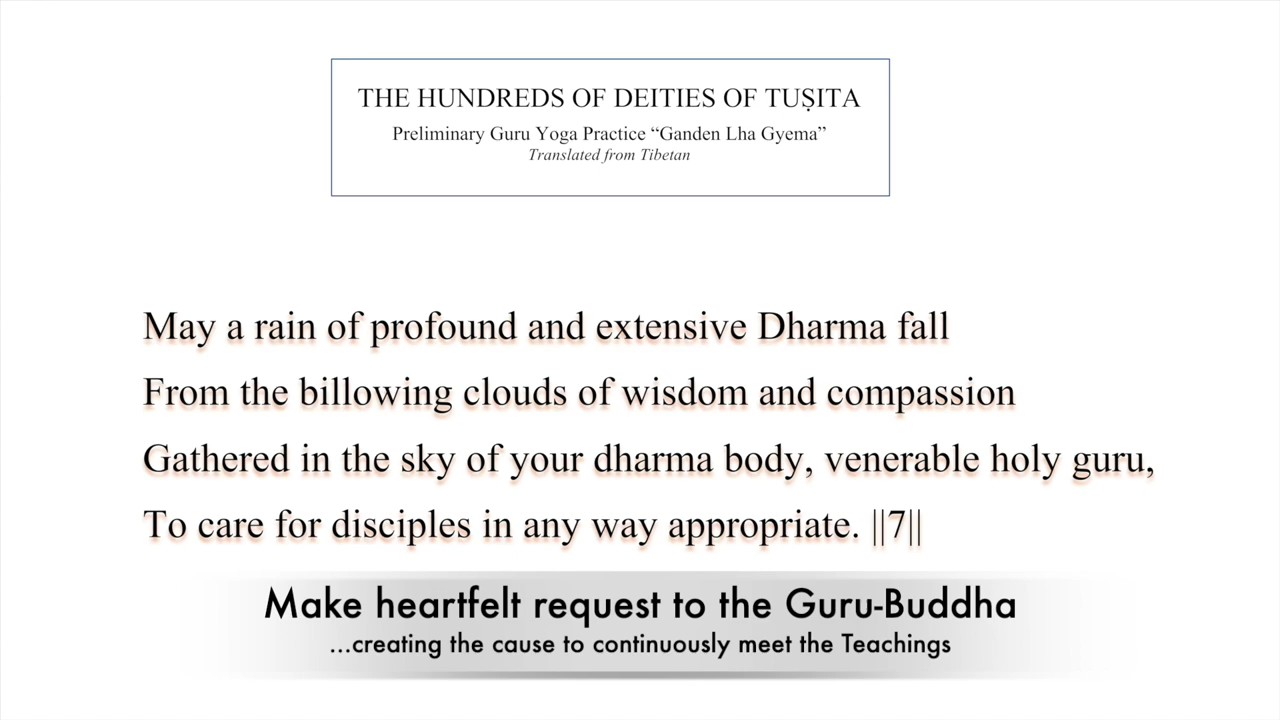 THE HUNDREDS OF DEITIES OF TUṢITA
Preliminary Guru Yoga Practice “Ganden Lha Gyema”
Translated from Tibetan
May a rain of profound and extensive Dharma fall
From the billowing clouds of wisdom and compassion
Gathered in the sky of your dharma body, venerable holy guru,
To care for disciples in any way appropriate. ||7||
Make heartfelt request to the Guru-Buddha
...creating the cause to continuously meet the Teachings